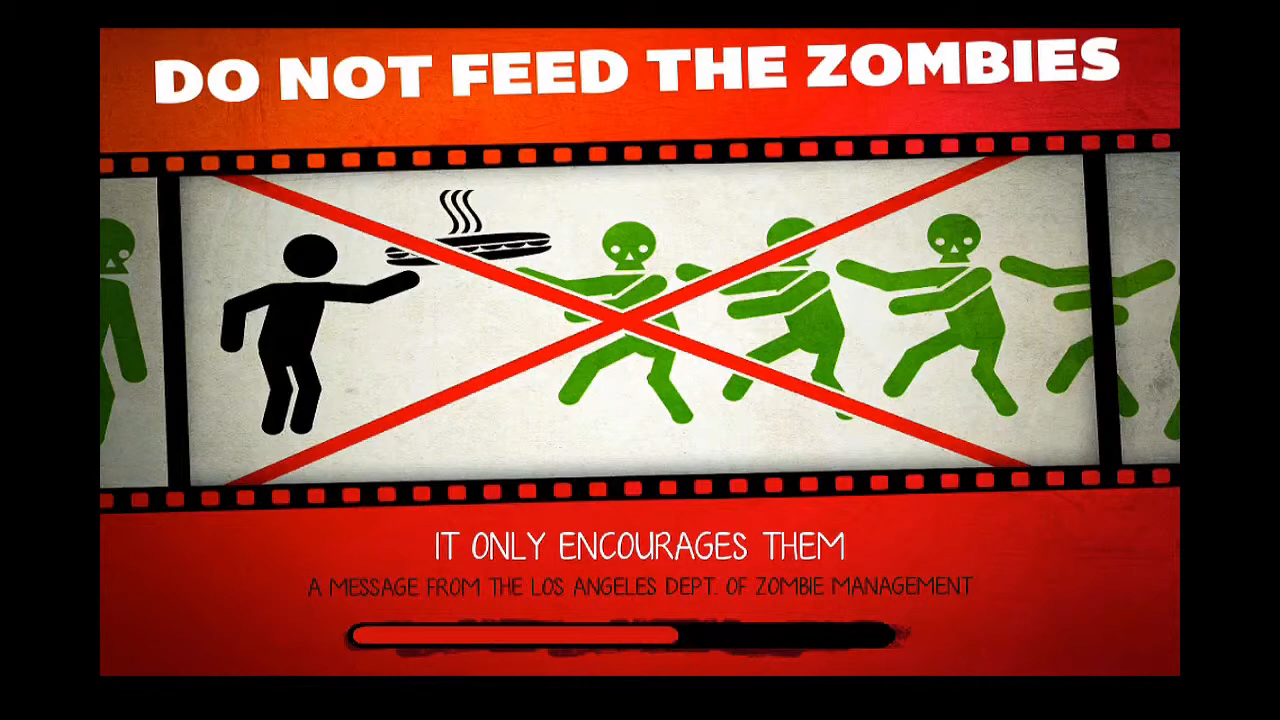 DO NOT FEED THE ZOMBIES
IT ONLY ENCOURAGES THEM
A MESSAGE FROM THE LOS ANGELES DEPT. OF ZOMBIE MANAGEMENT